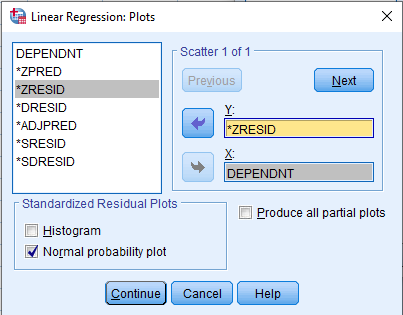 Linear Regression: Plots
DEPENDNT
*ZPRED
*ZRESID
*DRESID
*ADJPRED
*SRESID
*SDRESID
Scatter 1 of 1
Previous
Next
Y:
*ZRESID
X:
DEPENDNT
Standardized Residual Plots
Histogram
Normal probability plot
Produce all partial plots
Continue
Cancel
Help